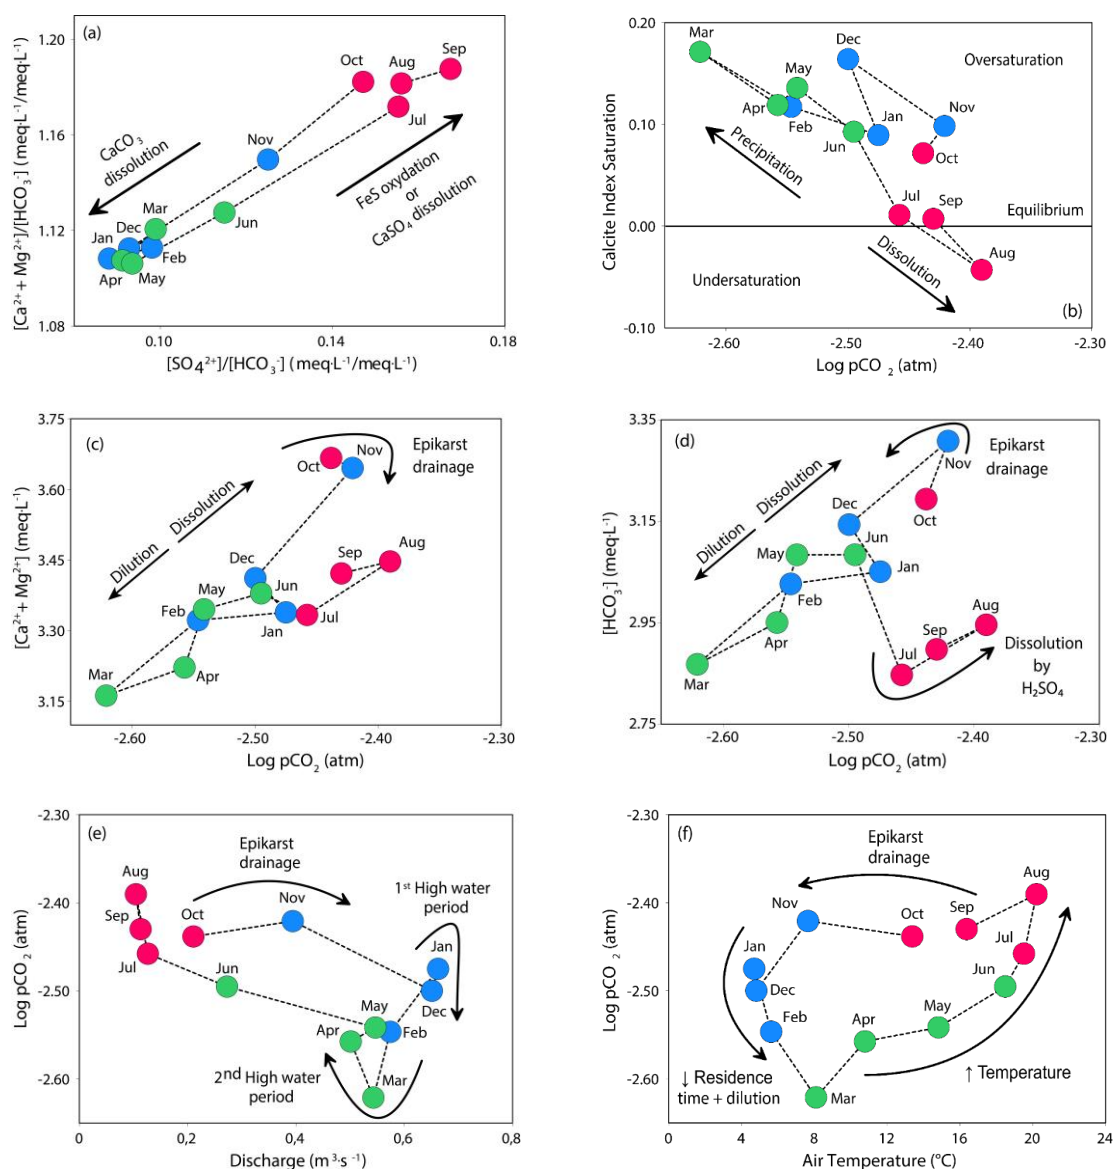 (a)
1.20
1.16
1.12
1.08
0.10
0.14
0.18
[Ca²⁺+ Mg²⁺]/[HCO₃⁻] ( meq·L⁻¹/meq·L⁻¹)
[SO₄²⁺]/[HCO₃⁻] ( meq·L⁻¹/meq·L⁻¹)
Oct
Aug
Sep
Jul
Nov
Jun
Mar
Dec
Jan
Feb
Apr
May
CaCO₃
dissolution
FeS oxydation
or
CaSO₄ dissolution
(b)
0.20
0.10
0.00
-0.10
-2.60
-2.50
-2.40
Calcite Index Saturation
Log pCO₂ (atm)
Mar
Dec
May
Apr
Feb
Jan
Jun
Nov
Oct
Jul
Sep
Aug
Oversaturation
Precipitation
Equilibrium
Dissolution
Undersaturation
(c)
3.75
3.60
3.45
3.30
3.15
-2.60
-2.50
-2.40
-2.30
[Ca²⁺+ Mg²⁺] (meq·L⁻¹)
Log pCO₂ (atm)
Epikarst
drainage
Oct
Nov
Dilution
Dissolution
Dec
Sep
Aug
May
Jun
Feb
Jan
Jul
Mar
Apr
(d)
3.35
3.15
2.95
2.75
-2.60
-2.50
-2.40
-2.30
[HCO₃⁻] (meq·L⁻¹)
Log pCO₂ (atm)
Epikarst
drainage
Nov
Oct
Dilution
Dissolution
Dec
Jun
May
Jan
Feb
Apr
Mar
Jul
Sep
Aug
Dissolution
by
H₂SO₄
(e)
-2.30
-2.40
-2.50
-2.60
0
0,2
0,4
0,6
0,8
Log pCO₂ (atm)
Discharge (m³·s⁻¹)
Epikarst
drainage
1ˢᵗ High water
period
Aug
Sep
Oct
Nov
Jul
Jun
Jan
Dec
May
Apr
Feb
Mar
2ⁿᵈ High water
period
(f)
-2.30
-2.40
-2.50
-2.60
0
4
8
12
16
20
24
Log pCO₂ (atm)
Air Temperature (°C)
Epikarst
drainage
Aug
Nov
Oct
Sep
Jul
Jan
Jun
Dec
Feb
Apr
May
Mar
↓ Residence
time + dilution
↑ Temperature